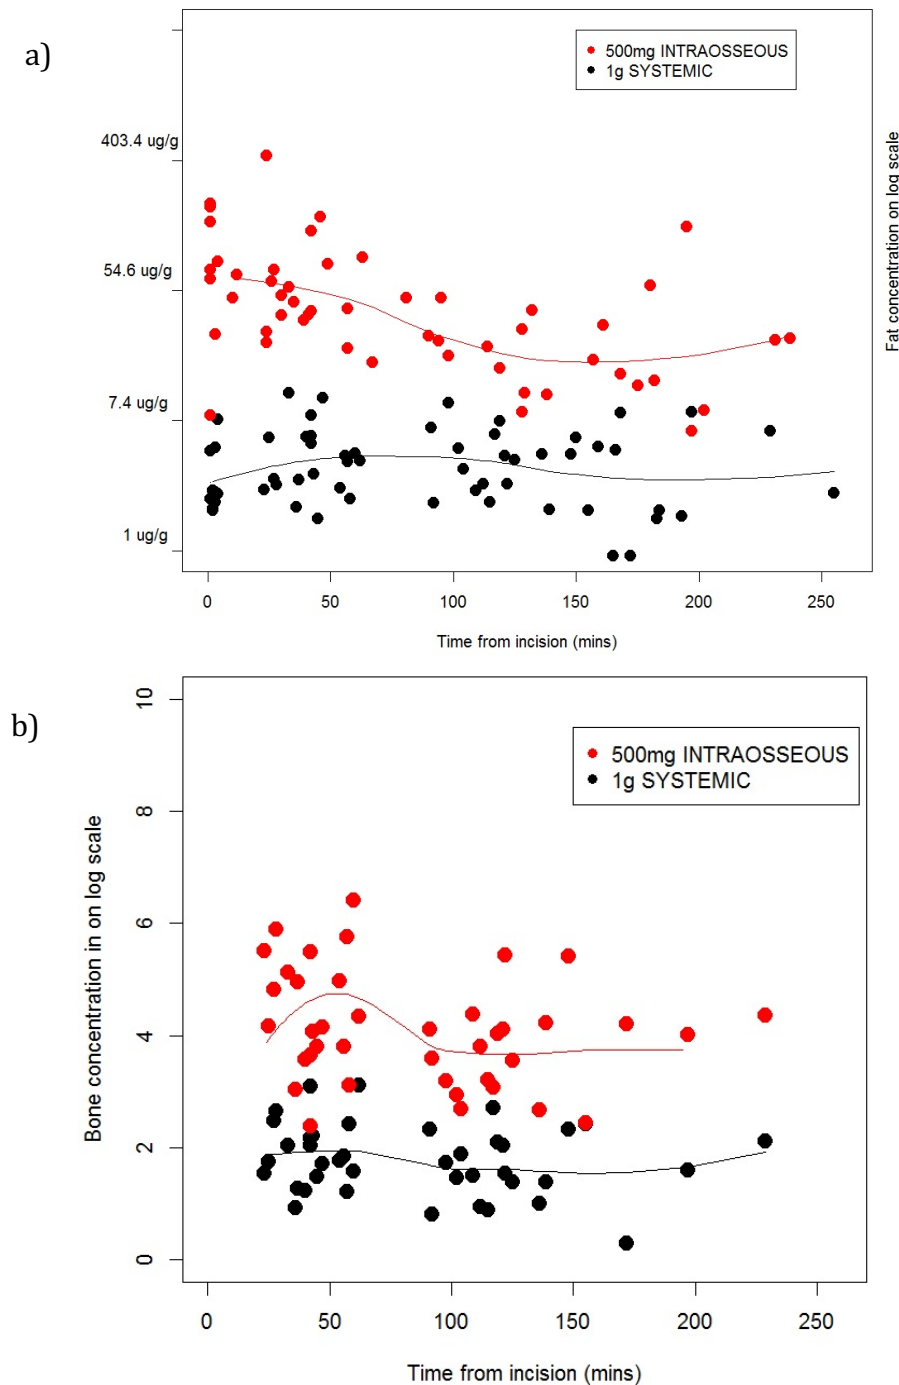 a)
500mg INTRAOSSEOUS
1g SYSTEMIC
403.4 ug/g
54.6 ug/g
7.4 ug/g
1 ug/g
Fat concentration on log scale
0 50 100 150 200 250
Time from incision (mins)
b)
500mg INTRAOSSEOUS
1g SYSTEMIC
10
8
6
4
2
0
Bone concentration in on log scale
0 50 100 150 200 250
Time from incision (mins)